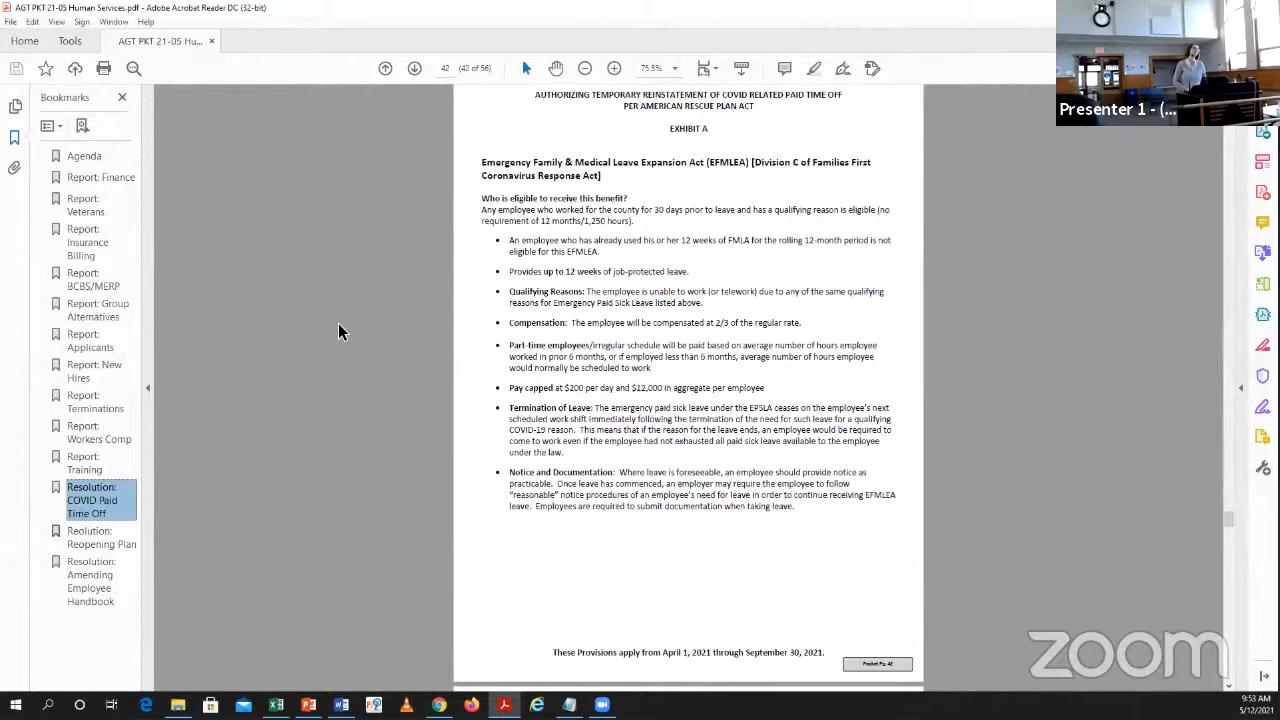 AGT PKT 21-05 Human Services.pdf - Adobe Acrobat Reader DC (32-bit)
File Edit View Sign Window Help
Home Tools AGT PKT 21-05 Hu... ×
42 (42 of 56) 75.5%
Bookmarks
Agenda
Report: Finance
Report:
Veterans
Report:
Insurance
Billing
Report:
BCBS/MERP
Report: Group
Alternatives
Report:
Applicants
Report: New
Hires
Report:
Terminations
Report:
Workers Comp
Report:
Training
Resolution:
COVID Paid
Time Off
Reolution:
Reopening Plan
Resolution:
Amending
Employee
Handbook
AUTHORIZING TEMPORARY REINSTATEMENT OF COVID RELATED PAID TIME OFF
PER AMERICAN RESCUE PLAN ACT
EXHIBIT A
Emergency Family & Medical Leave Expansion Act (EFMLEA) [Division C of Families First
Coronavirus Response Act]
Who is eligible to receive this benefit?
Any employee who worked for the county for 30 days prior to leave and has a qualifying reason is eligible (no
requirement of 12 months/1,250 hours).
• An employee who has already used his or her 12 weeks of FMLA for the rolling 12-month period is not
eligible for this EFMLEA.
• Provides up to 12 weeks of job-protected leave.
• Qualifying Reasons: The employee is unable to work (or telework) due to any of the same qualifying
reasons for Emergency Paid Sick Leave listed above.
• Compensation: The employee will be compensated at 2/3 of the regular rate.
• Part-time employees/irregular schedule will be paid based on average number of hours employee
worked in prior 6 months, or if employed less than 6 months, average number of hours employee
would normally be scheduled to work
• Pay capped at $200 per day and $12,000 in aggregate per employee
• Termination of Leave: The emergency paid sick leave under the EPSLA ceases on the employee's next
scheduled work shift immediately following the termination of the need for such leave for a qualifying
COVID-19 reason. This means that if the reason for the leave ends, an employee would be required to
come to work even if the employee had not exhausted all paid sick leave available to the employee
under the law.
• Notice and Documentation: Where leave is foreseeable, an employee should provide notice as
practicable. Once leave has commenced, an employer may require the employee to follow
“reasonable” notice procedures of an employee's need for leave in order to continue receiving EFMLEA
leave. Employees are required to submit documentation when taking leave.
These Provisions apply from April 1, 2021 through September 30, 2021.
Packet Pg. 42
Presenter 1 - (...
zoom
9:53 AM
5/12/2021